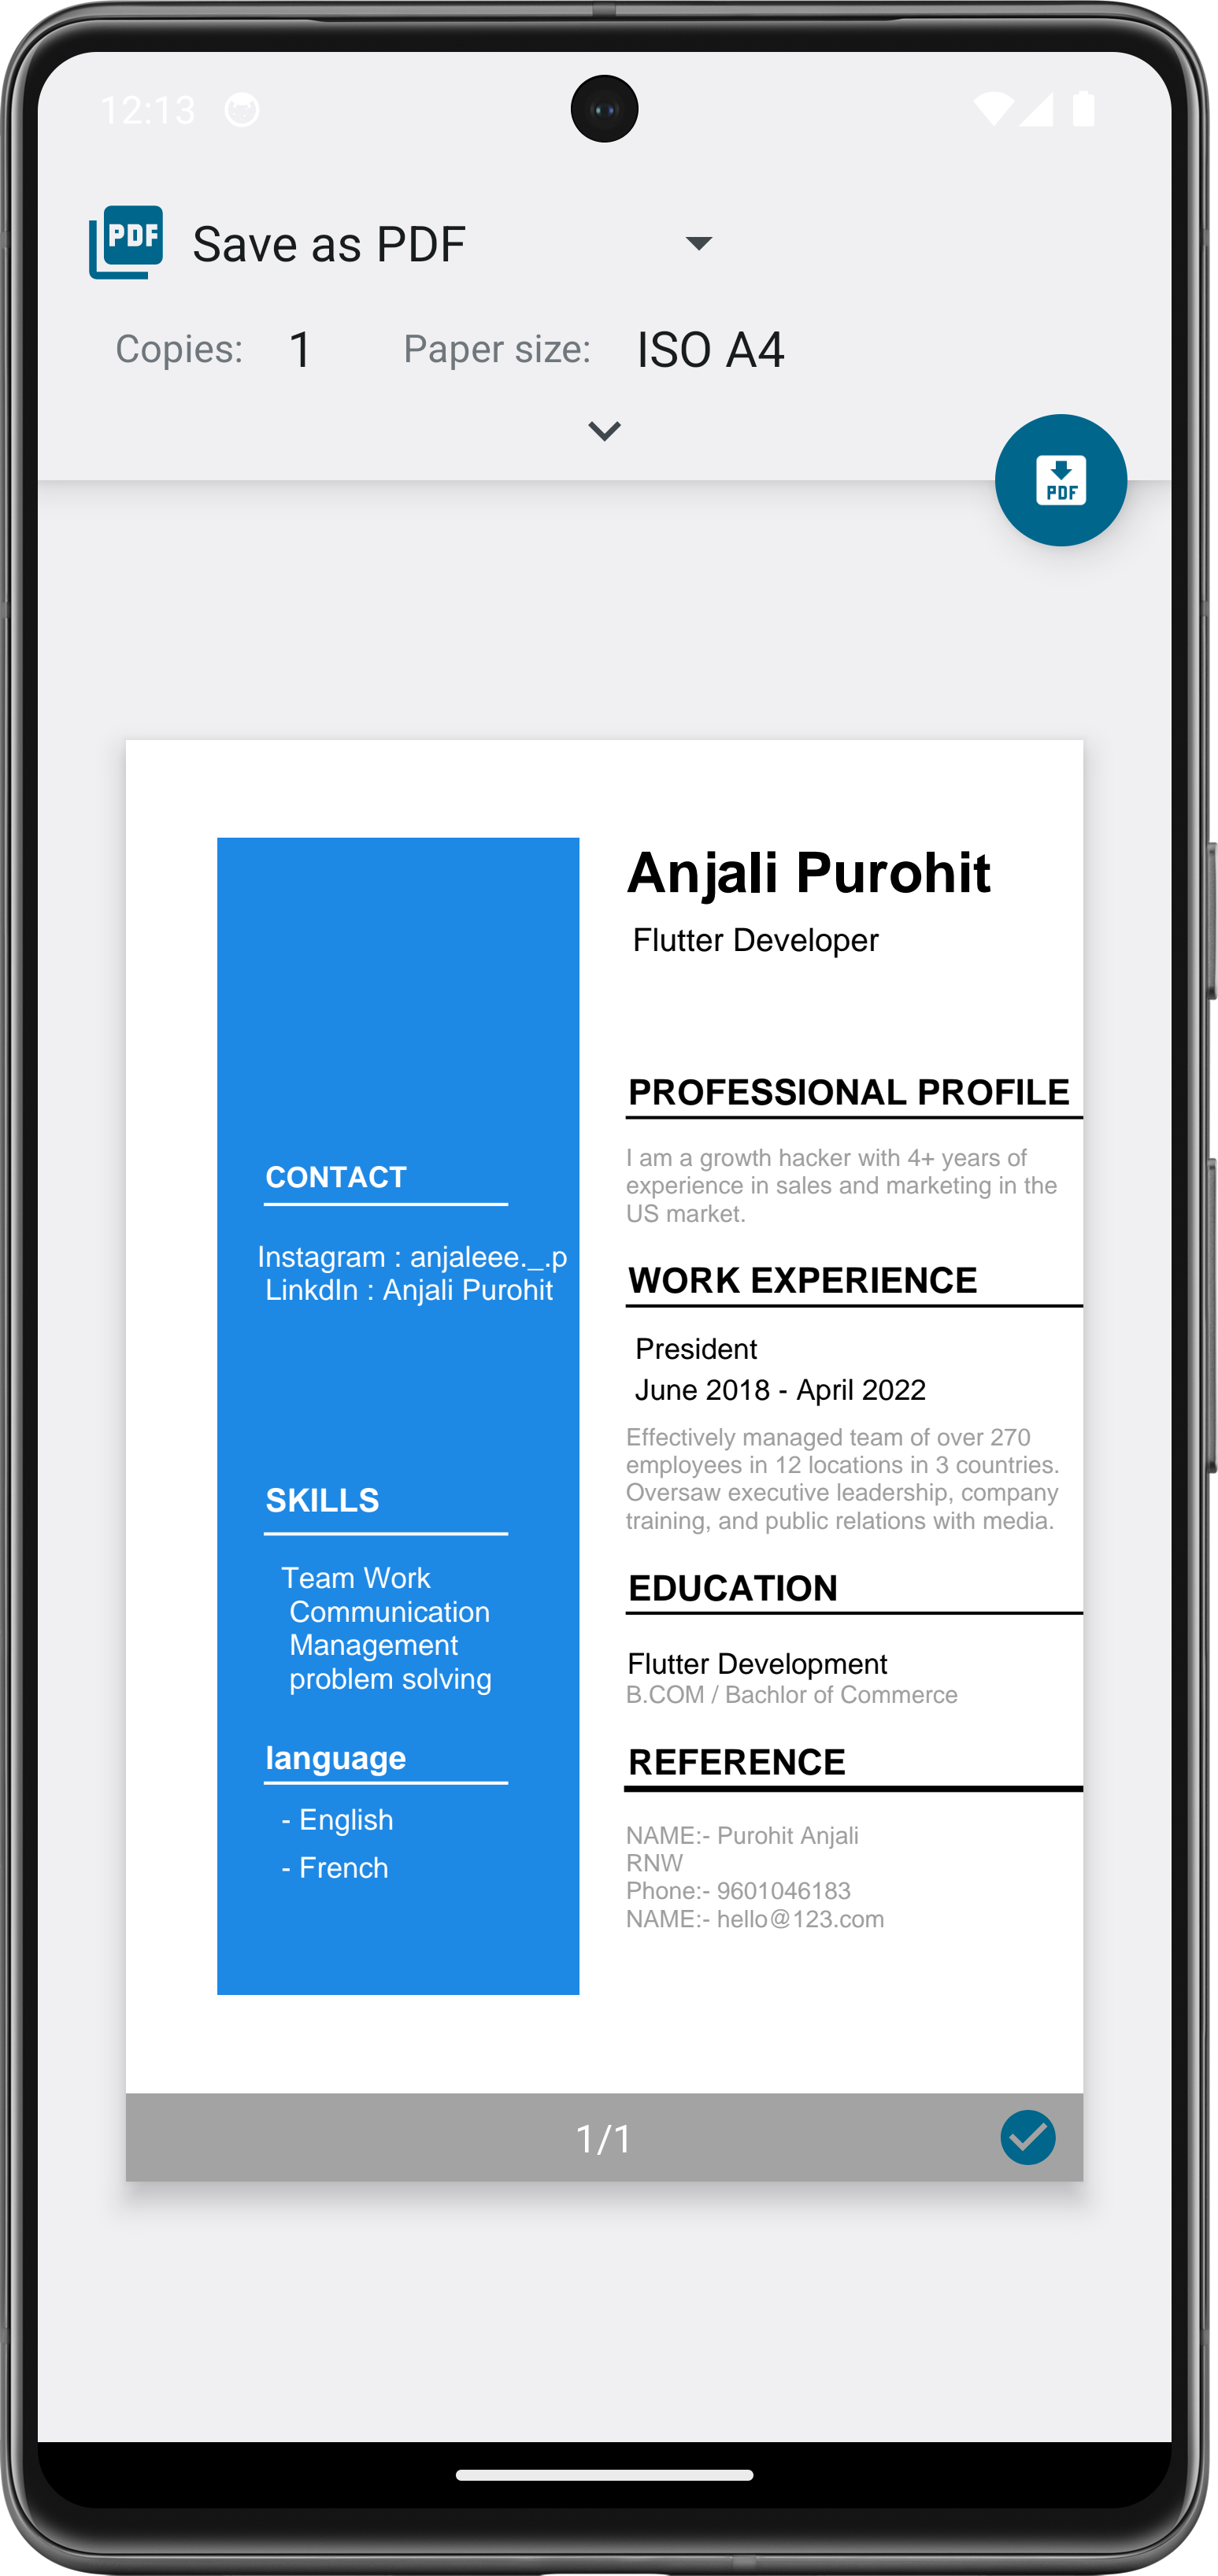 12:13
PDF
Save as PDF
Copies: 1 Paper size: ISO A4
PDF
Anjali Purohit
Flutter Developer
CONTACT
Instagram : anjaleee._.p
LinkdIn : Anjali Purohit
SKILLS
Team Work
Communication
Management
problem solving
language
- English
- French
PROFESSIONAL PROFILE
I am a growth hacker with 4+ years of
experience in sales and marketing in the
US market.
WORK EXPERIENCE
President
June 2018 - April 2022
Effectively managed team of over 270
employees in 12 locations in 3 countries.
Oversaw executive leadership, company
training, and public relations with media.
EDUCATION
Flutter Development
B.COM / Bachlor of Commerce
REFERENCE
NAME:- Purohit Anjali
RNW
Phone:- 9601046183
NAME:- hello@123.com
1/1